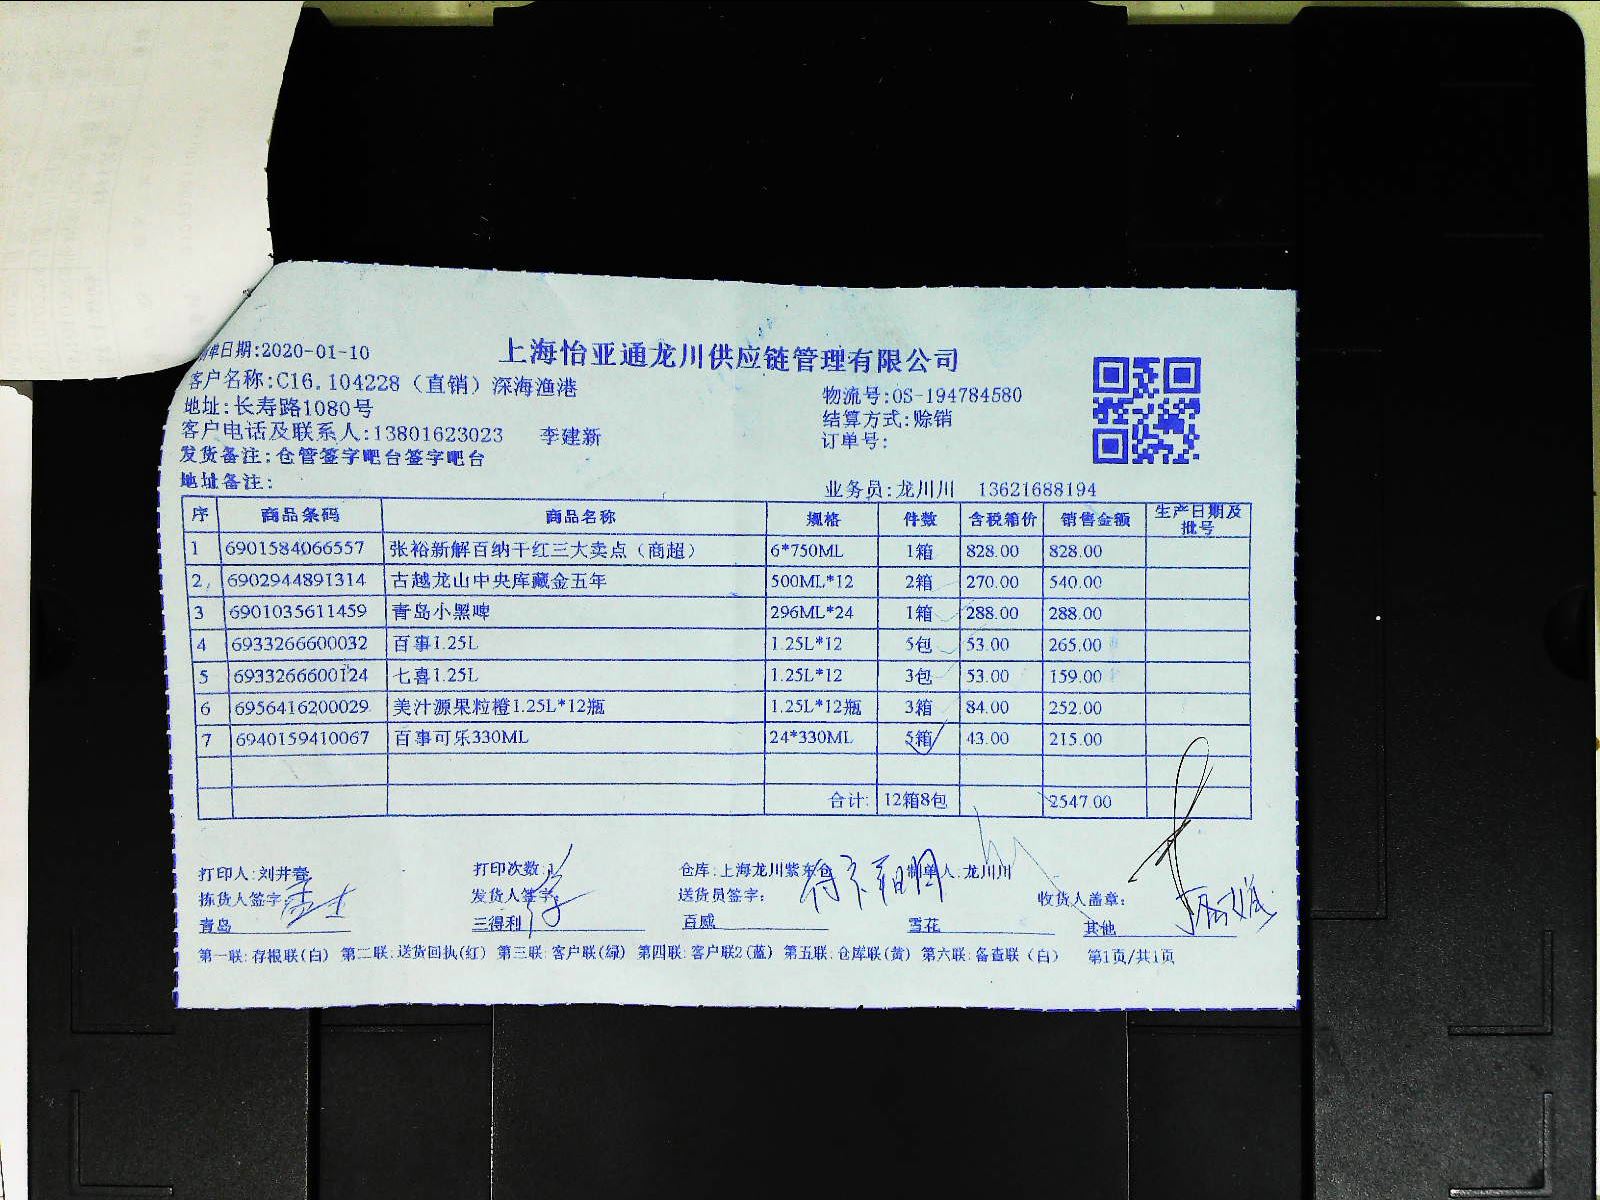 制单日期:2020-01-10
上海怡亚通龙川供应链管理有限公司
客户名称:C16.104228（直销）深海渔港
物流号:OS-194784580
地址:长寿路1080号
结算方式:赊销
客户电话及联系人:13801623023 李建新
订单号:
发货备注:仓管签字吧台签字吧台
地址备注:
业务员:龙川川 13621688194
序 商品条码 商品名称 规格 件数 含税箱价 销售金额 生产日期及批号
1 6901584066557 张裕新解百纳干红三大卖点（商超） 6*750ML 1箱 828.00 828.00
2 6902944891314 古越龙山中央库藏金五年 500ML*12 2箱 270.00 540.00
3 6901035611459 青岛小黑啤 296ML*24 1箱 288.00 288.00
4 6933266600032 百事1.25L 1.25L*12 5包 53.00 265.00
5 6933266600124 七喜1.25L 1.25L*12 3包 53.00 159.00
6 6956416200029 美汁源果粒橙1.25L*12瓶 1.25L*12瓶 3箱 84.00 252.00
7 6940159410067 百事可乐330ML 24*330ML 5箱 43.00 215.00
合计: 12箱8包 2547.00
打印人:刘井春 打印次数: 仓库:上海龙川紫东仓 制单人:龙川川
拣货人签字: 发货人签字: 送货员签字: 收货人盖章:
青岛 三得利 百威 雪花 其他
第一联:存根联(白) 第二联:送货回执(红) 第三联:客户联(绿) 第四联:客户联2(蓝) 第五联:仓库联(黄) 第六联:备查联（白） 第1页/共1页